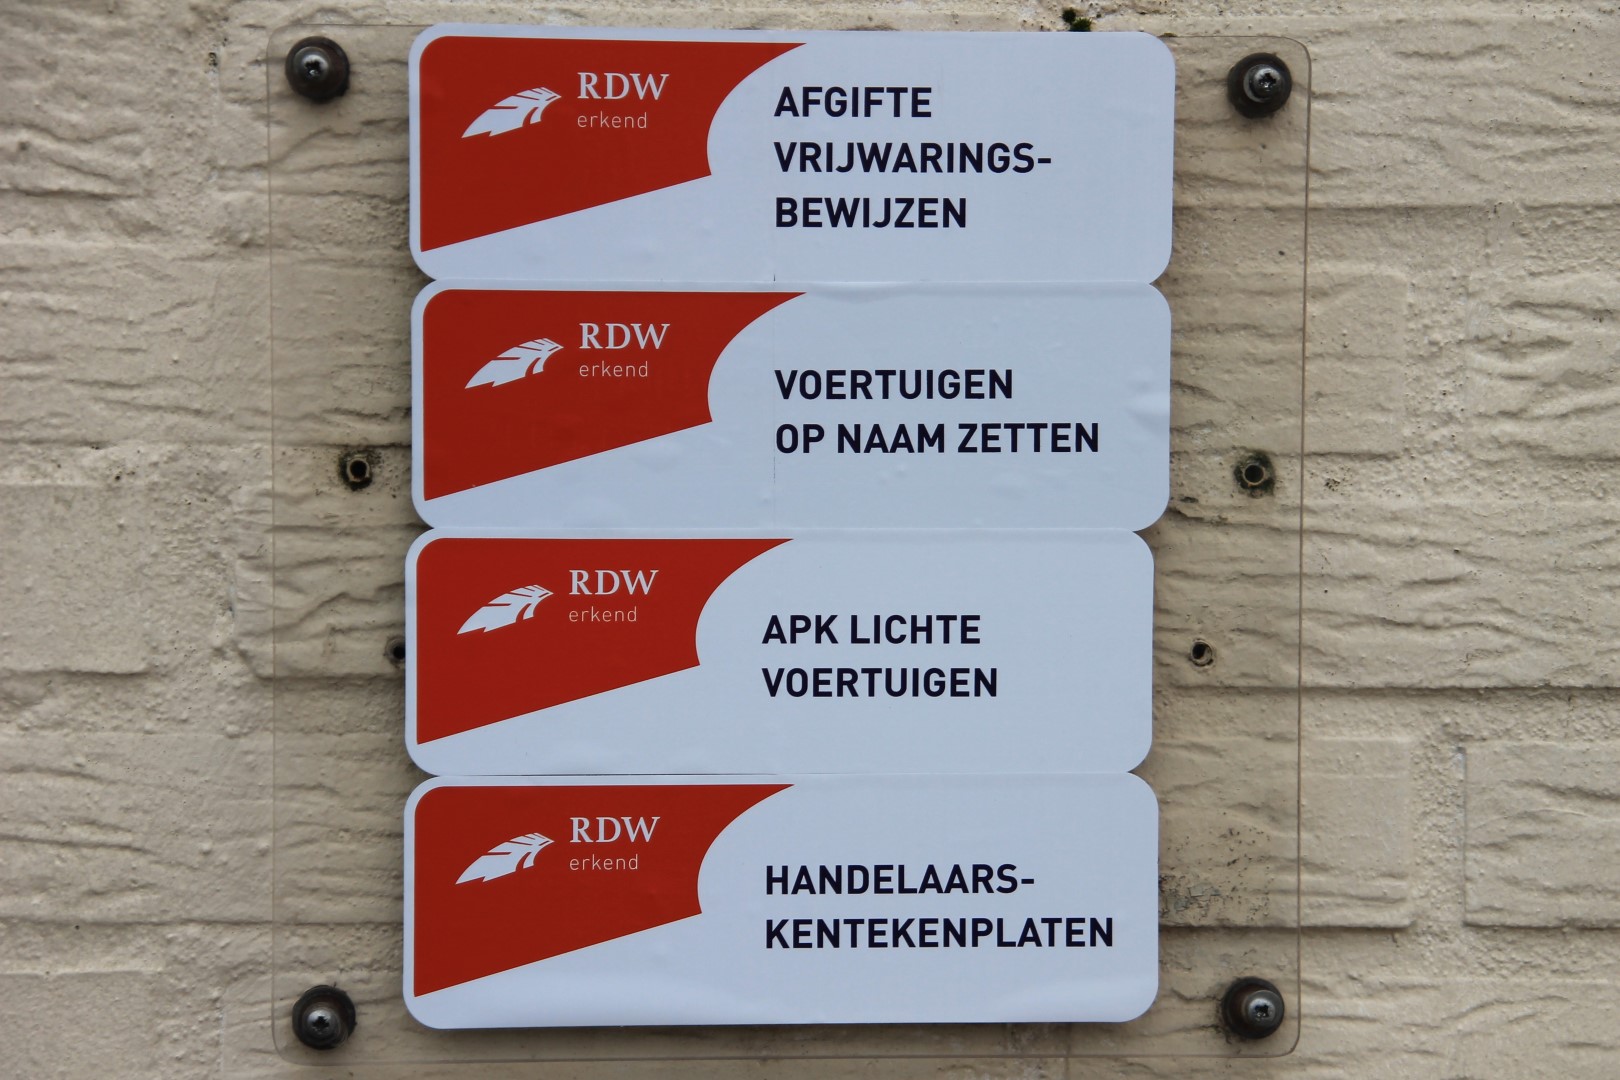 RDW
erkend
AFGIFTE
VRIJWARINGS-
BEWIJZEN
RDW
erkend
VOERTUIGEN
OP NAAM ZETTEN
RDW
erkend
APK LICHTE
VOERTUIGEN
RDW
erkend
HANDELAARS-
KENTEKENPLATEN